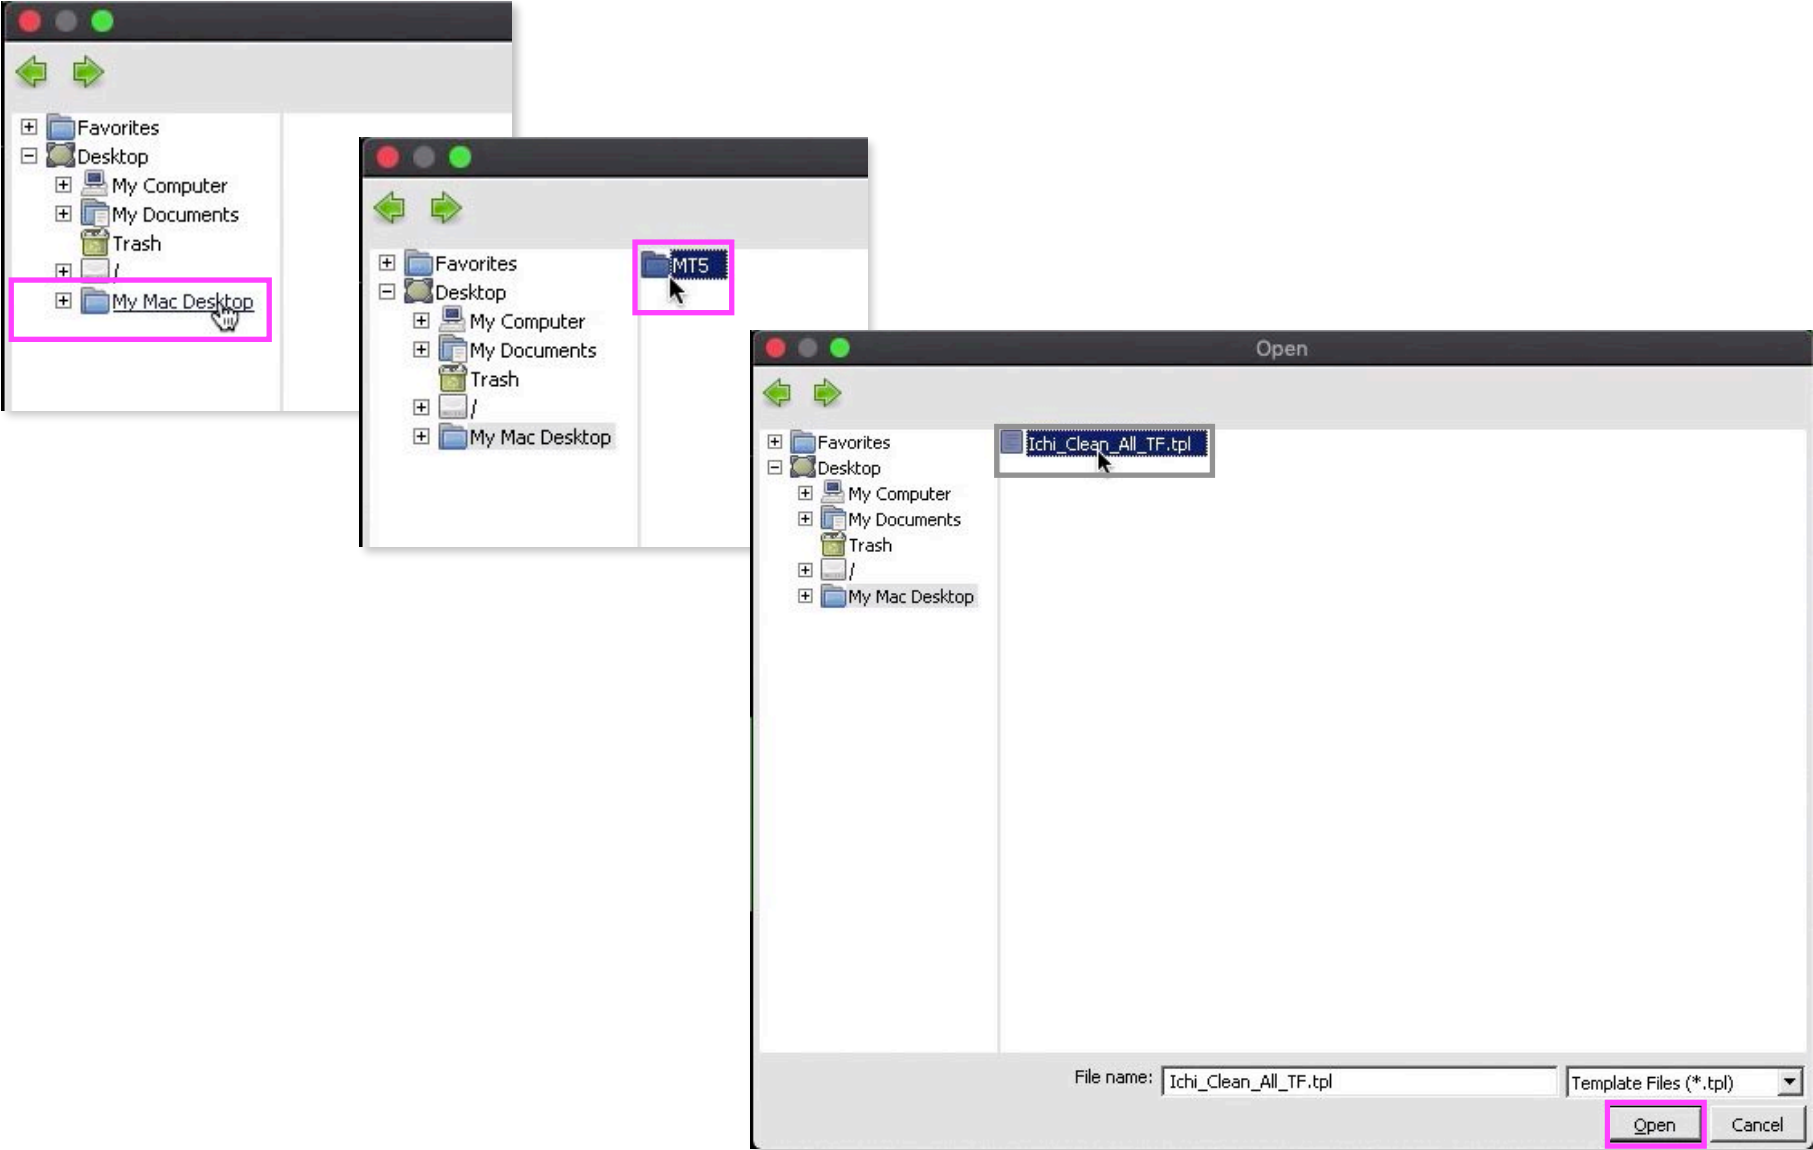 Favorites
Desktop
My Computer
My Documents
Trash
/
My Mac Desktop
Favorites
Desktop
My Computer
My Documents
Trash
/
My Mac Desktop
MT5
Open
Favorites
Desktop
My Computer
My Documents
Trash
/
My Mac Desktop
Ichi_Clean_All_TF.tpl
File name: Ichi_Clean_All_TF.tpl Template Files (*.tpl)
Open Cancel